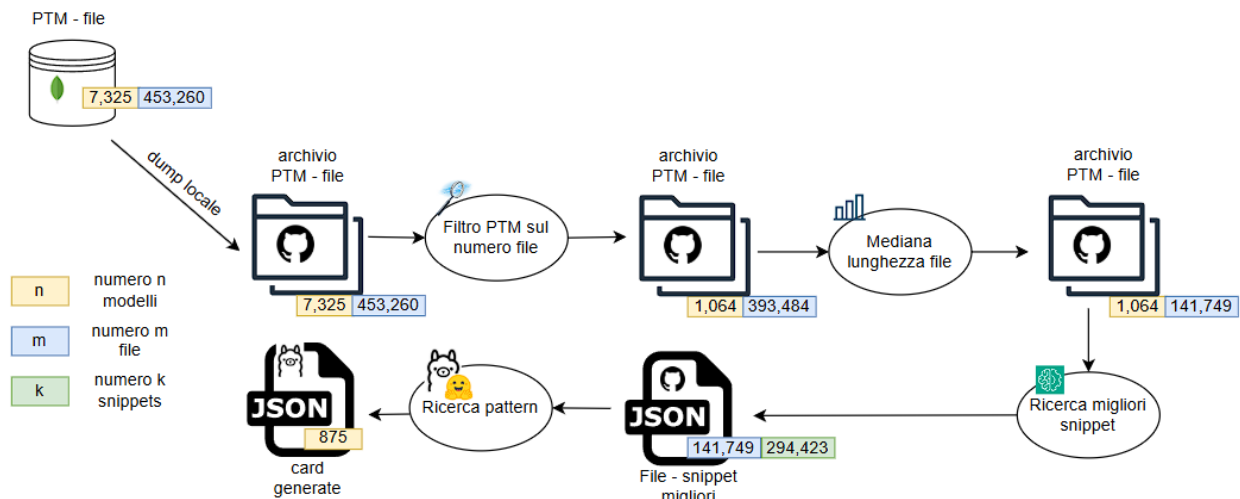 PTM - file
7,325 453,260
dump locale
archivio
PTM - file
7,325 453,260
Filtro PTM sul
numero file
archivio
PTM - file
1,064 393,484
Mediana
lunghezza file
archivio
PTM - file
1,064 141,749
n
numero n
modelli
m
numero m
file
k
numero k
snippets
Ricerca migliori
snippet
JSON
141,749 294,423
File - snippet
migliori
Ricerca pattern
JSON
875
card
generate